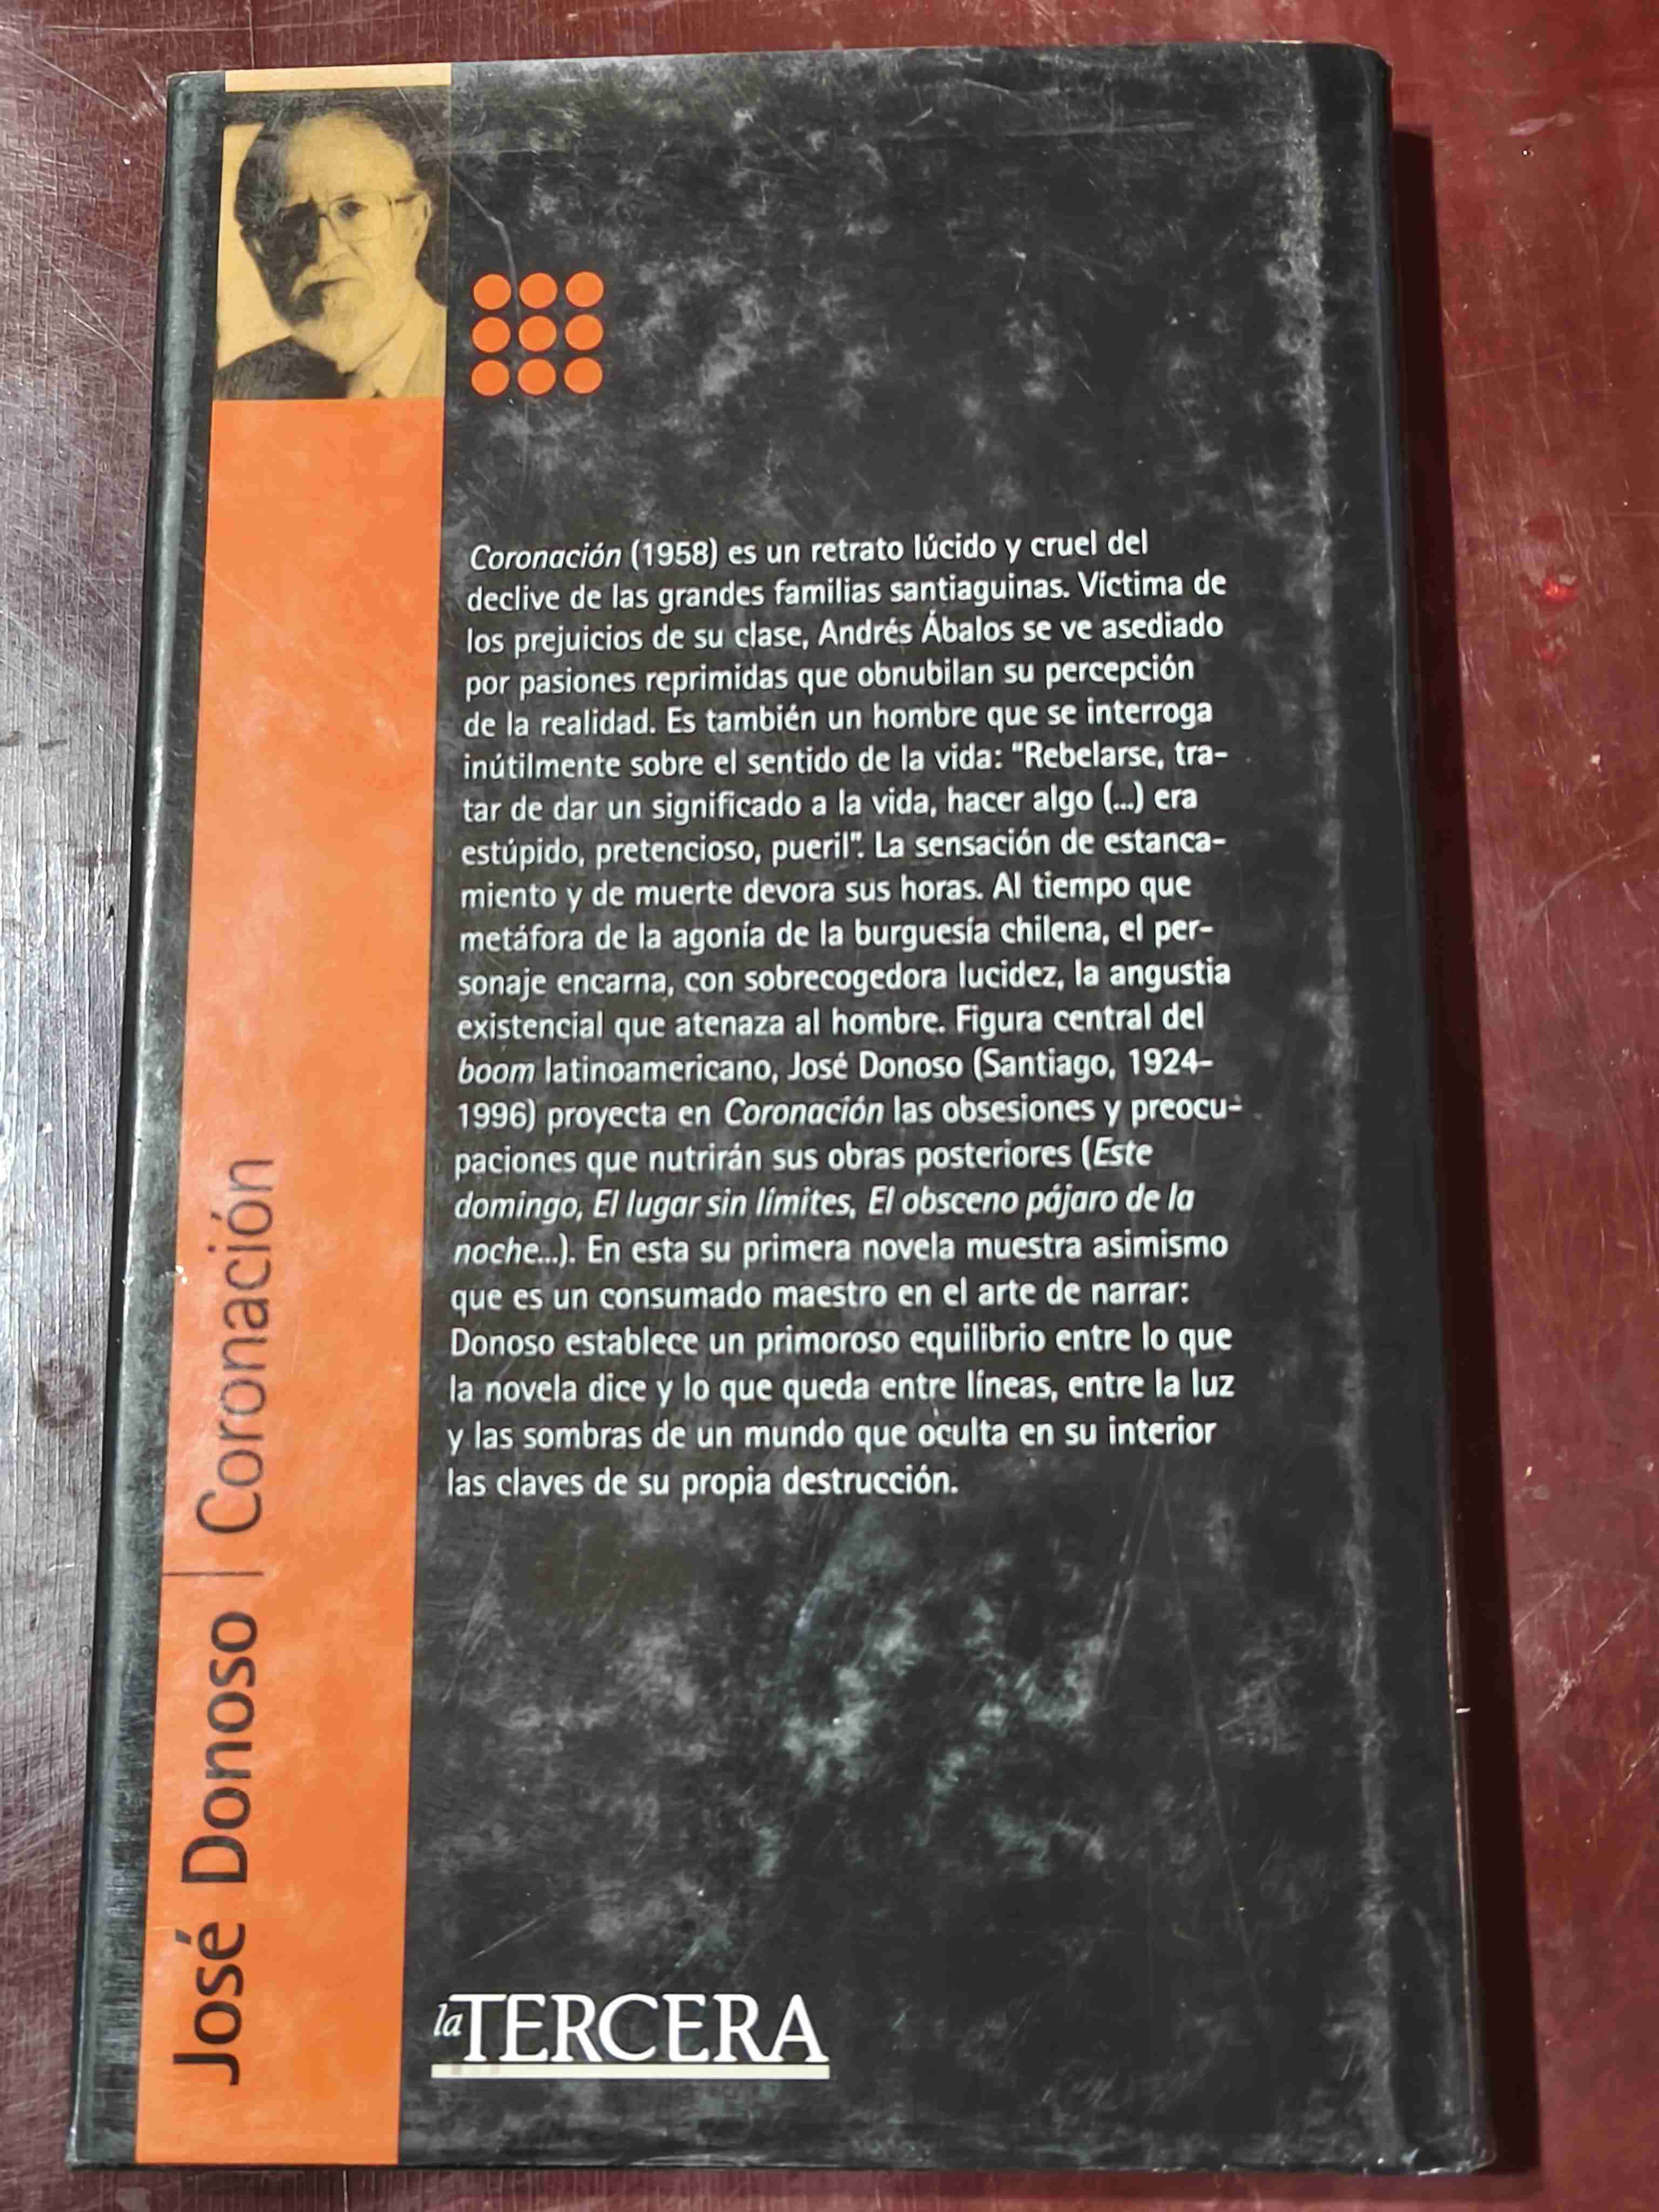 Coronación (1958) es un retrato lúcido y cruel del
declive de las grandes familias santiaguinas. Víctima de
los prejuicios de su clase, Andrés Ábalos se ve asediado
por pasiones reprimidas que obnubilan su percepción
de la realidad. Es también un hombre que se interroga
inútilmente sobre el sentido de la vida: "Rebelarse, tra-
tar de dar un significado a la vida, hacer algo (...) era
estúpido, pretencioso, pueril". La sensación de estanca-
miento y de muerte devora sus horas. Al tiempo que
metáfora de la agonía de la burguesía chilena, el per-
sonaje encarna, con sobrecogedora lucidez, la angustia
existencial que atenaza al hombre. Figura central del
boom latinoamericano, José Donoso (Santiago, 1924-
1996) proyecta en Coronación las obsesiones y preocu-
paciones que nutrirán sus obras posteriores (Este
domingo, El lugar sin límites, El obsceno pájaro de la
noche...). En esta su primera novela muestra asimismo
que es un consumado maestro en el arte de narrar:
Donoso establece un primoroso equilibrio entre lo que
la novela dice y lo que queda entre líneas, entre la luz
y las sombras de un mundo que oculta en su interior
las claves de su propia destrucción.
José Donoso | Coronación
la TERCERA